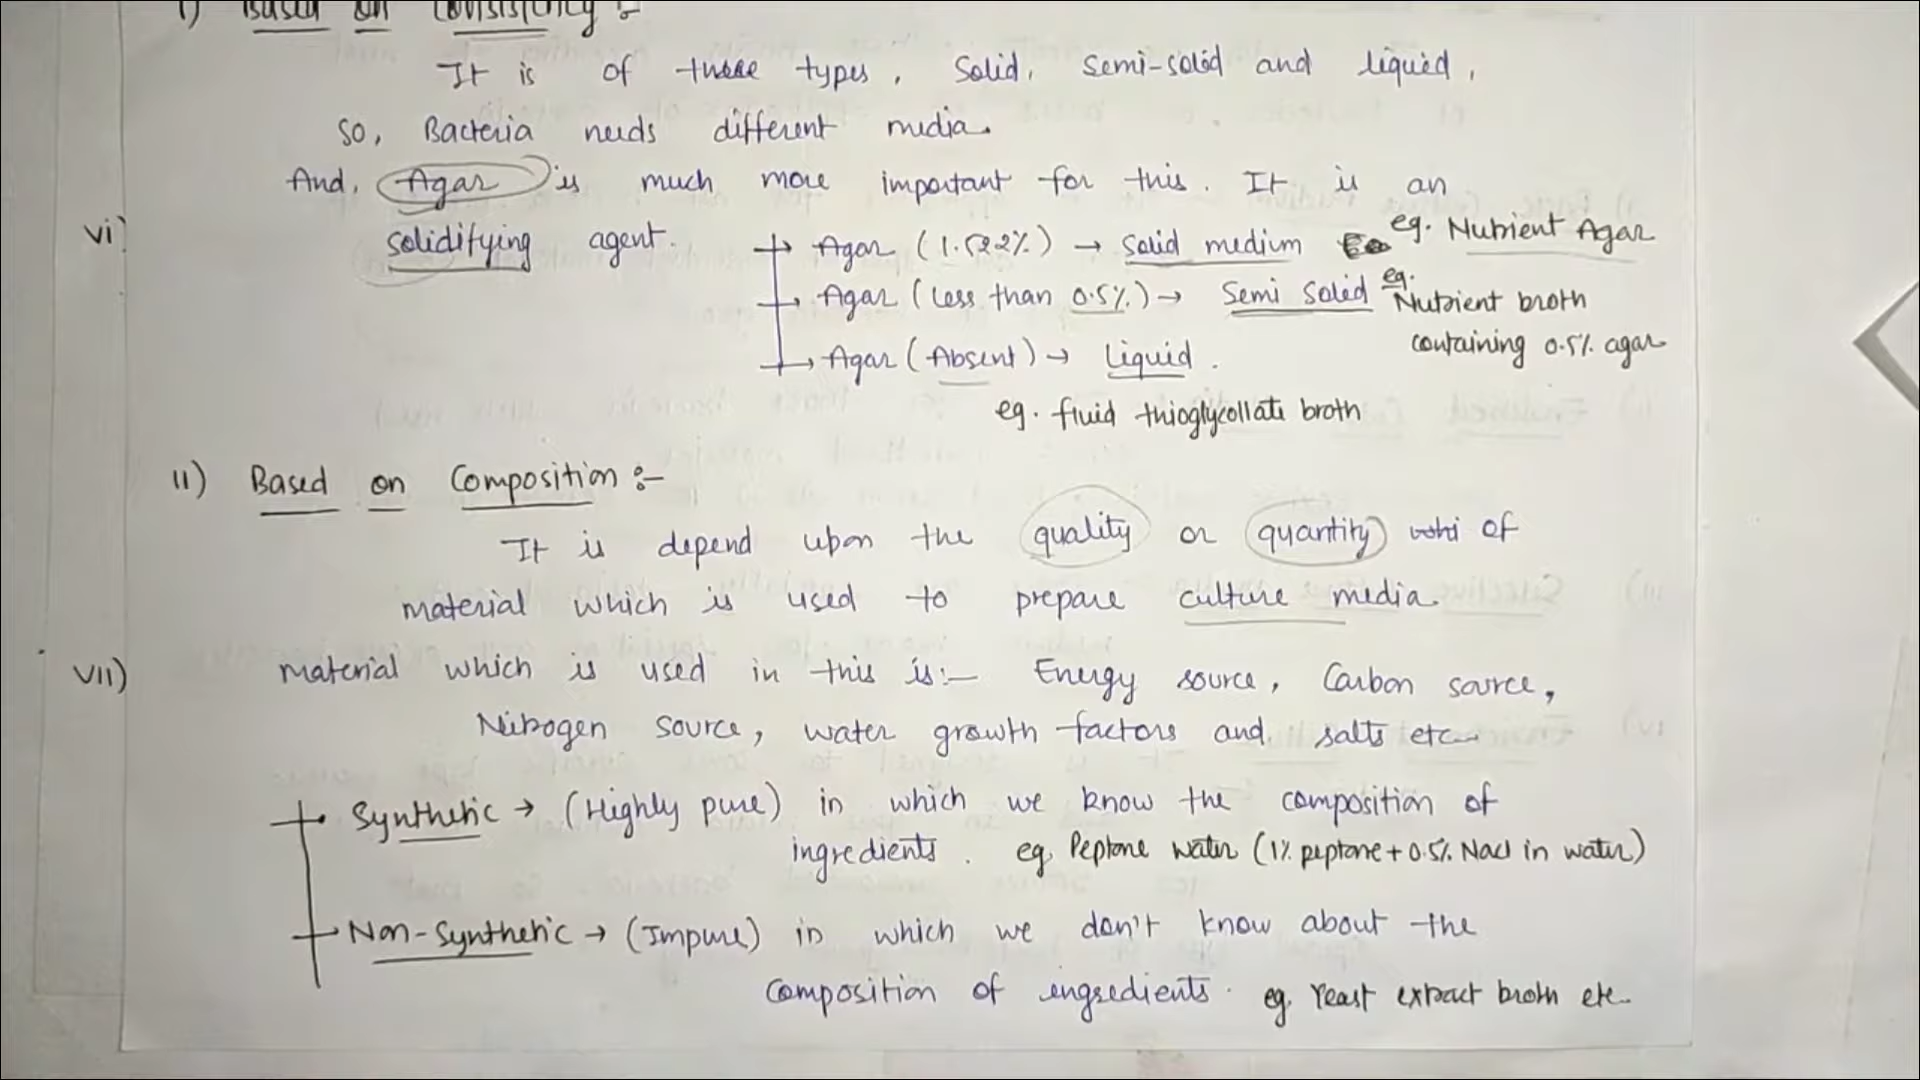 i) Based on Consistency :-
It is of three types, Solid, Semi-solid and liquid,
So, Bacteria needs different media.
And, Agar is much more important for this. It is an
vi) solidifying agent.
Agar (1.5-2%) → Solid medium eg. Nutrient Agar
Agar (less than 0.5%) → Semi Solid eg. Nutrient broth
containing 0.5% agar
Agar (Absent) → Liquid.
eg. fluid thioglycollate broth
ii) Based on Composition :-
It is depend upon the quality or quantity of
material which is used to prepare culture media.
vii) material which is used in this is :- Energy source, Carbon source,
Nitrogen source, water growth factors and salts etc.
Synthetic → (Highly pure) in which we know the composition of
ingredients. eg. Peptone water (1% peptone + 0.5% Nacl in water)
Non-Synthetic → (Impure) in which we don't know about the
Composition of ingredients. eg. Yeast extract broth etc.